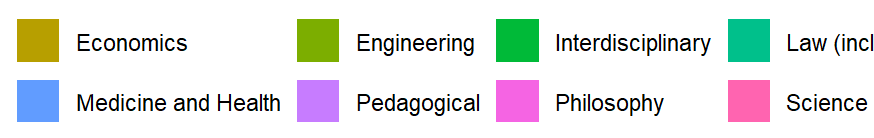 Economics Engineering Interdisciplinary Law (incl
Medicine and Health Pedagogical Philosophy Science